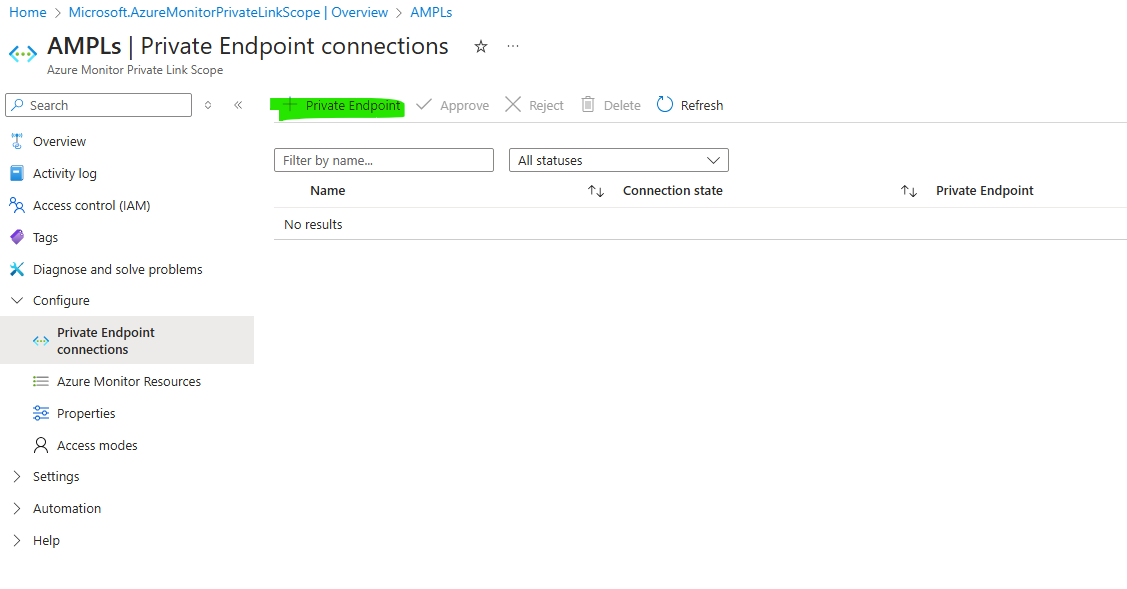 Home > Microsoft.AzureMonitorPrivateLinkScope | Overview > AMPLs
AMPLs | Private Endpoint connections
Azure Monitor Private Link Scope
Search
Private Endpoint Approve Reject Delete Refresh
Overview
Activity log
Access control (IAM)
Tags
Diagnose and solve problems
Configure
Private Endpoint
connections
Azure Monitor Resources
Properties
Access modes
Settings
Automation
Help
Filter by name... All statuses
Name Connection state Private Endpoint
No results